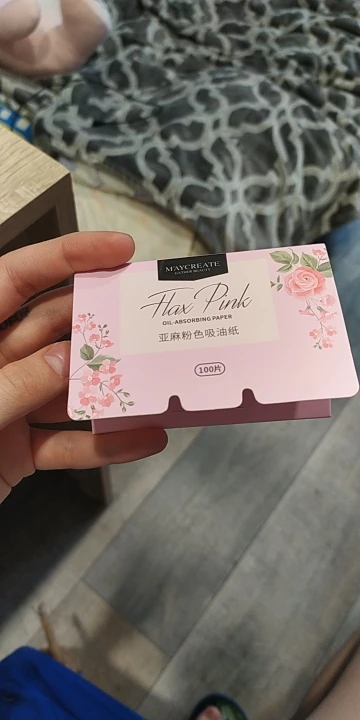 MAYCREATE
Flax Pink
OIL-ABSORBING PAPER
亚麻粉色吸油纸
100片